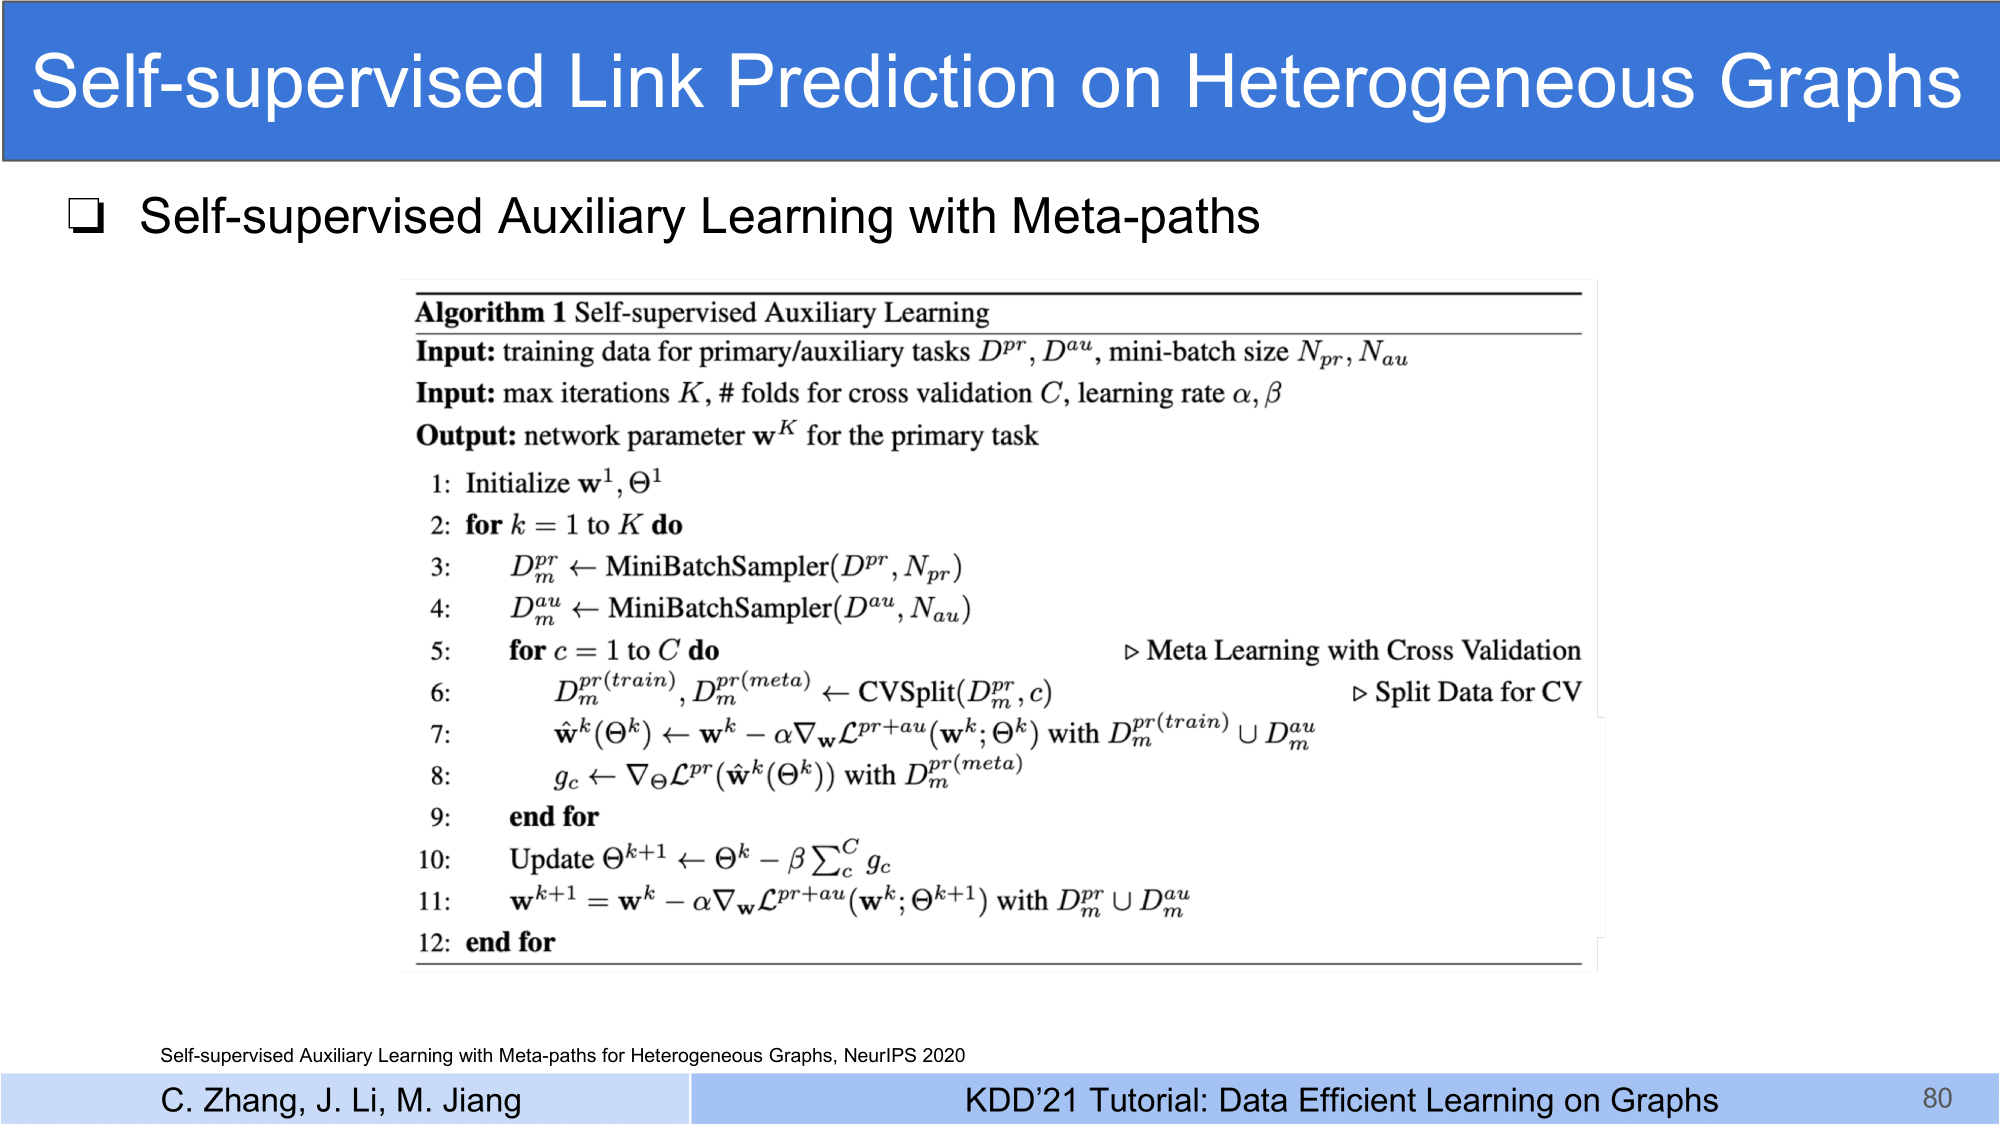 Self-supervised Link Prediction on Heterogeneous Graphs
❏ Self-supervised Auxiliary Learning with Meta-paths
Algorithm 1 Self-supervised Auxiliary Learning
Input: training data for primary/auxiliary tasks $D^{pr}, D^{au}$, mini-batch size $N_{pr}, N_{au}$
Input: max iterations $K$, # folds for cross validation $C$, learning rate $\alpha, \beta$
Output: network parameter $\mathbf{w}^K$ for the primary task
1: Initialize $\mathbf{w}^1, \Theta^1$
2: for $k = 1$ to $K$ do
3: $D_m^{pr} \leftarrow$ MiniBatchSampler$(D^{pr}, N_{pr})$
4: $D_m^{au} \leftarrow$ MiniBatchSampler$(D^{au}, N_{au})$
5: for $c = 1$ to $C$ do ▷ Meta Learning with Cross Validation
6: $D_m^{pr(train)}, D_m^{pr(meta)} \leftarrow$ CVSplit$(D_m^{pr}, c)$ ▷ Split Data for CV
7: $\hat{\mathbf{w}}^k(\Theta^k) \leftarrow \mathbf{w}^k - \alpha \nabla_{\mathbf{w}} \mathcal{L}^{pr+au}(\mathbf{w}^k; \Theta^k)$ with $D_m^{pr(train)} \cup D_m^{au}$
8: $g_c \leftarrow \nabla_{\Theta} \mathcal{L}^{pr}(\hat{\mathbf{w}}^k(\Theta^k))$ with $D_m^{pr(meta)}$
9: end for
10: Update $\Theta^{k+1} \leftarrow \Theta^k - \beta \sum_c^C g_c$
11: $\mathbf{w}^{k+1} = \mathbf{w}^k - \alpha \nabla_{\mathbf{w}} \mathcal{L}^{pr+au}(\mathbf{w}^k; \Theta^{k+1})$ with $D_m^{pr} \cup D_m^{au}$
12: end for
Self-supervised Auxiliary Learning with Meta-paths for Heterogeneous Graphs, NeurIPS 2020
C. Zhang, J. Li, M. Jiang
KDD’21 Tutorial: Data Efficient Learning on Graphs
80